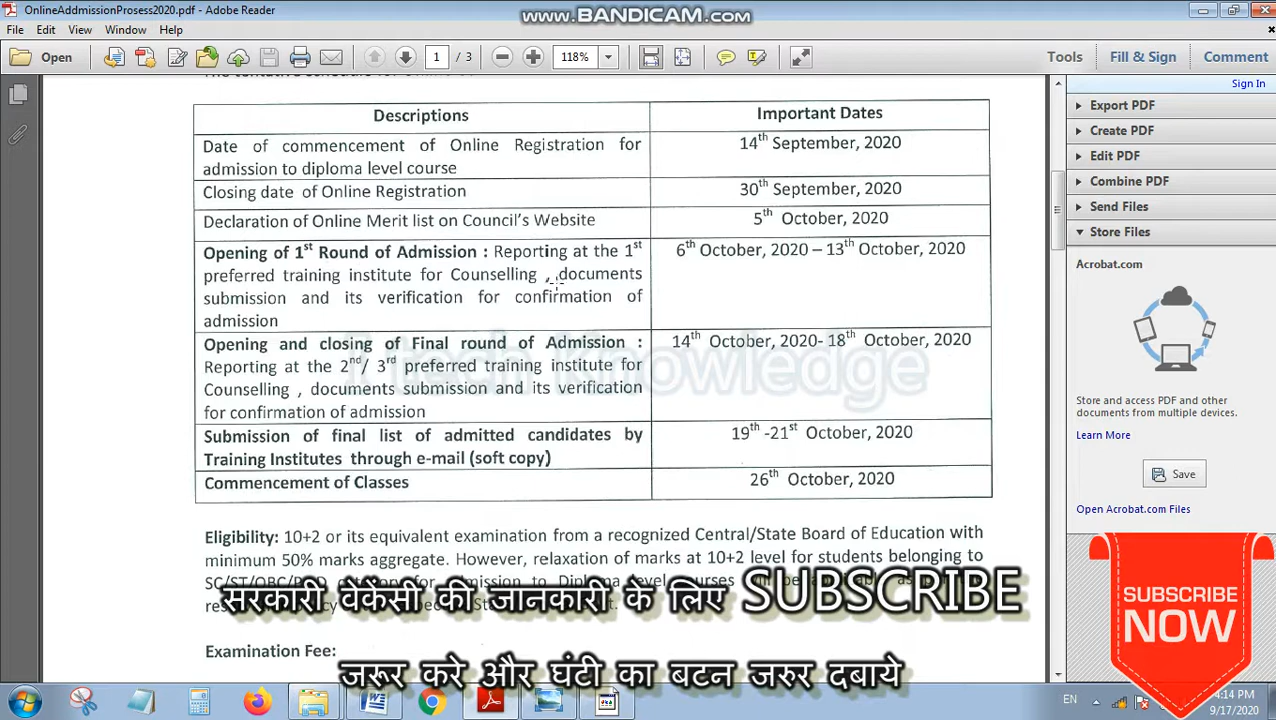 OnlineAddmissionProsess2020.pdf - Adobe Reader
www.BANDICAM.com
File Edit View Window Help
Open 1 / 3 118% Tools Fill & Sign Comment
Sign In
Descriptions Important Dates
Date of commencement of Online Registration for admission to diploma level course 14th September, 2020
Closing date of Online Registration 30th September, 2020
Declaration of Online Merit list on Council's Website 5th October, 2020
Opening of 1st Round of Admission : Reporting at the 1st 6th October, 2020 – 13th October, 2020
preferred training institute for Counselling , documents
submission and its verification for confirmation of
admission
Opening and closing of Final round of Admission : 14th October, 2020- 18th October, 2020
Reporting at the 2nd/ 3rd preferred training institute for
Counselling , documents submission and its verification
for confirmation of admission
Knowledge
Submission of final list of admitted candidates by 19th -21st October, 2020
Training Institutes through e-mail (soft copy)
Commencement of Classes 26th October, 2020
Eligibility: 10+2 or its equivalent examination from a recognized Central/State Board of Education with
minimum 50% marks aggregate. However, relaxation of marks at 10+2 level for students belonging to
सरकारी वेकेंसी की जानकारी के लिए SUBSCRIBE
Examination Fee:
जरूर करे और घंटी का बटन जरुर दबाये
Export PDF
Create PDF
Edit PDF
Combine PDF
Send Files
Store Files
Acrobat.com
Store and access PDF and other
documents from multiple devices.
Learn More
Save
Open Acrobat.com Files
SUBSCRIBE
NOW
EN
4:14 PM
9/17/2020